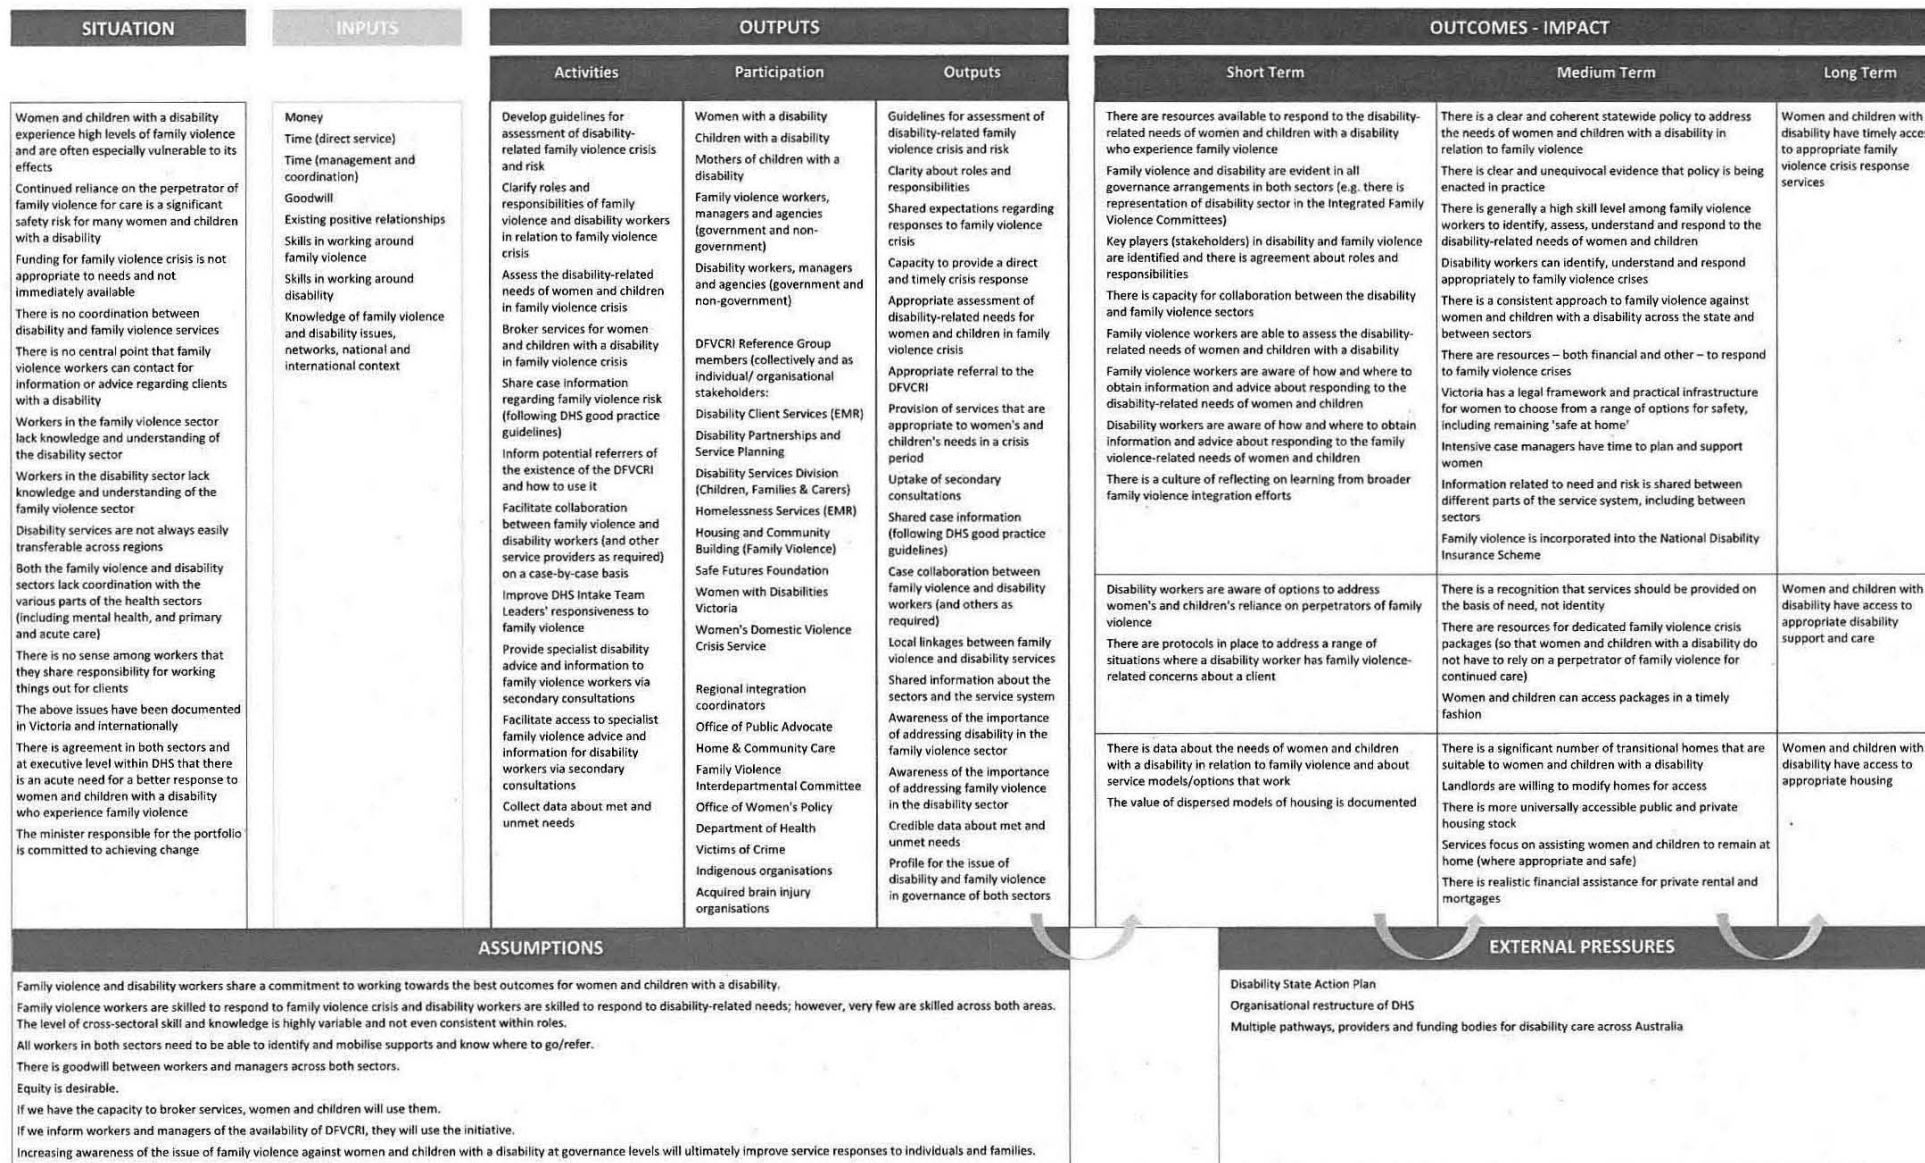 SITUATION
Women and children with a disability
experience high levels of family violence
and are often especially vulnerable to its
effects
Continued reliance on the perpetrator of
family violence for care is a significant
safety risk for many women and children
with a disability
Funding for family violence crisis is not
appropriate to needs and not
immediately available
There is no coordination between
disability and family violence services
There is no central point that family
violence workers can contact for
information or advice regarding clients
with a disability
Workers in the family violence sector
lack knowledge and understanding of
the disability sector
Workers in the disability sector lack
knowledge and understanding of the
family violence sector
Disability services are not always easily
transferable across regions
Both the family violence and disability
sectors lack coordination with the
various parts of the health sectors
(including mental health, and primary
and acute care)
There is no sense among workers that
they share responsibility for working
things out for clients
The above issues have been documented
in Victoria and internationally
There is agreement in both sectors and
at executive level within DHS that there
is an acute need for a better response to
women and children with a disability
who experience family violence
The minister responsible for the portfolio
is committed to achieving change
INPUTS
Money
Time (direct service)
Time (management and
coordination)
Goodwill
Existing positive relationships
Skills in working around
family violence
Skills in working around
disability
Knowledge of family violence
and disability issues,
networks, national and
international context
OUTPUTS
Activities
Develop guidelines for
assessment of disability-
related family violence crisis
and risk
Clarify roles and
responsibilities of family
violence and disability workers
in relation to family violence
crisis
Assess the disability-related
needs of women and children
in family violence crisis
Broker services for women
and children with a disability
in family violence crisis
Share case information
regarding family violence risk
(following DHS good practice
guidelines)
Inform potential referrers of
the existence of the DFVCRI
and how to use it
Facilitate collaboration
between family violence and
disability workers (and other
service providers as required)
on a case-by-case basis
Improve DHS Intake Team
Leaders' responsiveness to
family violence
Provide specialist disability
advice and information to
family violence workers via
secondary consultations
Facilitate access to specialist
family violence advice and
information for disability
workers via secondary
consultations
Collect data about met and
unmet needs
Participation
Women with a disability
Children with a disability
Mothers of children with a
disability
Family violence workers,
managers and agencies
(government and non-
government)
Disability workers, managers
and agencies (government and
non-government)
DFVCRI Reference Group
members (collectively and as
individual/ organisational
stakeholders:
Disability Client Services (EMR)
Disability Partnerships and
Service Planning
Disability Services Division
(Children, Families & Carers)
Homelessness Services (EMR)
Housing and Community
Building (Family Violence)
Safe Futures Foundation
Women with Disabilities
Victoria
Women's Domestic Violence
Crisis Service
Regional integration
coordinators
Office of Public Advocate
Home & Community Care
Family Violence
Interdepartmental Committee
Office of Women's Policy
Department of Health
Victims of Crime
Indigenous organisations
Acquired brain injury
organisations
Outputs
Guidelines for assessment of
disability-related family
violence crisis and risk
Clarity about roles and
responsibilities
Shared expectations regarding
responses to family violence
crisis
Capacity to provide a direct
and timely crisis response
Appropriate assessment of
disability-related needs for
women and children in family
violence crisis
Appropriate referral to the
DFVCRI
Provision of services that are
appropriate to women's and
children's needs in a crisis
period
Uptake of secondary
consultations
Shared case information
(following DHS good practice
guidelines)
Case collaboration between
family violence and disability
workers (and others as
required)
Local linkages between family
violence and disability services
Shared information about the
sectors and the service system
Awareness of the importance
of addressing disability in the
family violence sector
Awareness of the importance
of addressing family violence
in the disability sector
Credible data about met and
unmet needs
Profile for the issue of
disability and family violence
in governance of both sectors
OUTCOMES - IMPACT
Short Term
There are resources available to respond to the disability-
related needs of women and children with a disability
who experience family violence
Family violence and disability are evident in all
governance arrangements in both sectors (e.g. there is
representation of disability sector in the Integrated Family
Violence Committees)
Key players (stakeholders) in disability and family violence
are identified and there is agreement about roles and
responsibilities
There is capacity for collaboration between the disability
and family violence sectors
Family violence workers are able to assess the disability-
related needs of women and children with a disability
Family violence workers are aware of how and where to
obtain information and advice about responding to the
disability-related needs of women and children
Disability workers are aware of how and where to obtain
information and advice about responding to the family
violence-related needs of women and children
There is a culture of reflecting on learning from broader
family violence integration efforts
Medium Term
There is a clear and coherent statewide policy to address
the needs of women and children with a disability in
relation to family violence
There is clear and unequivocal evidence that policy is being
enacted in practice
There is generally a high skill level among family violence
workers to identify, assess, understand and respond to the
disability-related needs of women and children
Disability workers can identify, understand and respond
appropriately to family violence crises
There is a consistent approach to family violence against
women and children with a disability across the state and
between sectors
There are resources – both financial and other – to respond
to family violence crises
Victoria has a legal framework and practical infrastructure
for women to choose from a range of options for safety,
including remaining 'safe at home'
Intensive case managers have time to plan and support
women
Information related to need and risk is shared between
different parts of the service system, including between
sectors
Family violence is incorporated into the National Disability
Insurance Scheme
Long Term
Women and children with
disability have timely acce
to appropriate family
violence crisis response
services
Disability workers are aware of options to address
women's and children's reliance on perpetrators of family
violence
There are protocols in place to address a range of
situations where a disability worker has family violence-
related concerns about a client
There is a recognition that services should be provided on
the basis of need, not identity
There are resources for dedicated family violence crisis
packages (so that women and children with a disability do
not have to rely on a perpetrator of family violence for
continued care)
Women and children can access packages in a timely
fashion
Women and children with
disability have access to
appropriate disability
support and care
There is data about the needs of women and children
with a disability in relation to family violence and about
service models/options that work
The value of dispersed models of housing is documented
There is a significant number of transitional homes that are
suitable to women and children with a disability
Landlords are willing to modify homes for access
There is more universally accessible public and private
housing stock
Services focus on assisting women and children to remain at
home (where appropriate and safe)
There is realistic financial assistance for private rental and
mortgages
Women and children with
disability have access to
appropriate housing
ASSUMPTIONS
Family violence and disability workers share a commitment to working towards the best outcomes for women and children with a disability.
Family violence workers are skilled to respond to family violence crisis and disability workers are skilled to respond to disability-related needs; however, very few are skilled across both areas.
The level of cross-sectoral skill and knowledge is highly variable and not even consistent within roles.
All workers in both sectors need to be able to identify and mobilise supports and know where to go/refer.
There is goodwill between workers and managers across both sectors.
Equity is desirable.
If we have the capacity to broker services, women and children will use them.
If we inform workers and managers of the availability of DFVCRI, they will use the initiative.
Increasing awareness of the issue of family violence against women and children with a disability at governance levels will ultimately improve service responses to individuals and families.
EXTERNAL PRESSURES
Disability State Action Plan
Organisational restructure of DHS
Multiple pathways, providers and funding bodies for disability care across Australia